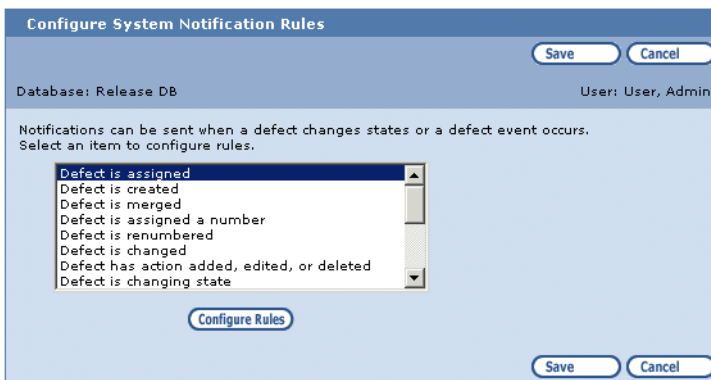 Configure System Notification Rules
Save Cancel
Database: Release DB User: User, Admin
Notifications can be sent when a defect changes states or a defect event occurs.
Select an item to configure rules.
Defect is assigned
Defect is created
Defect is merged
Defect is assigned a number
Defect is renumbered
Defect is changed
Defect has action added, edited, or deleted
Defect is changing state
Configure Rules
Save Cancel